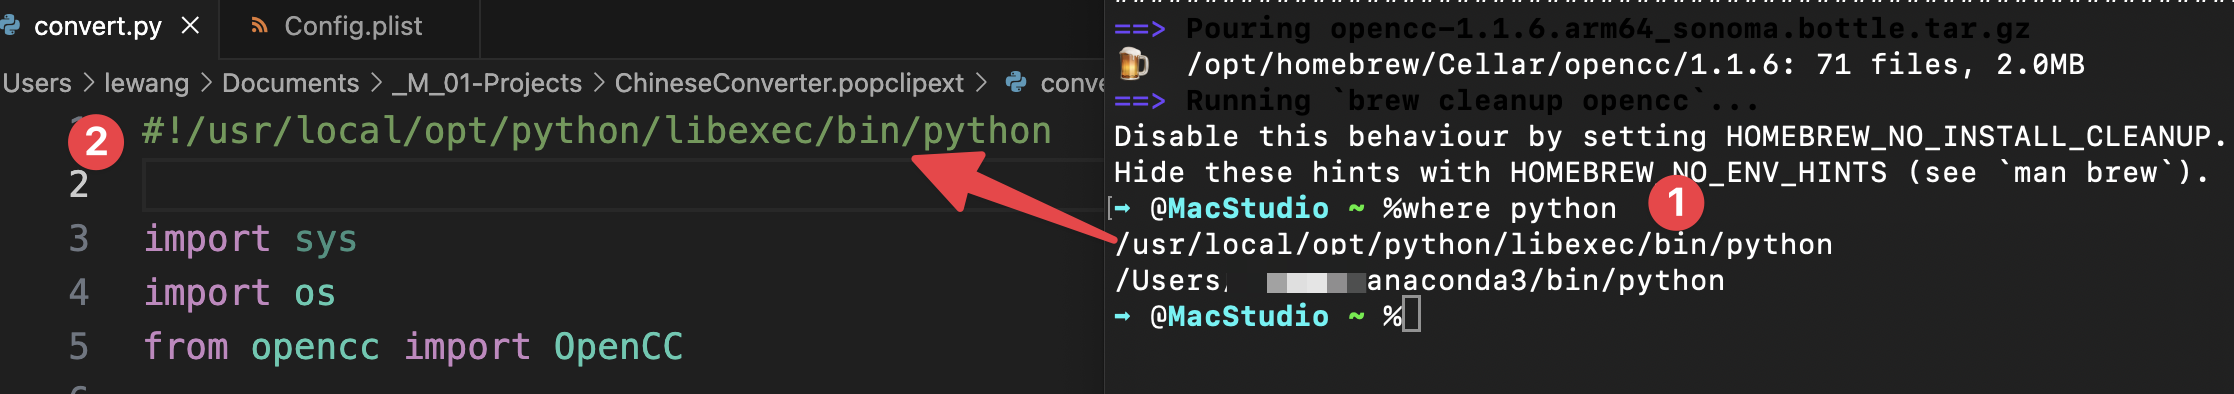 convert.py
Config.plist
Users > lewang > Documents > _M_01-Projects > ChineseConverter.popclipext > conve
2
#!/usr/local/opt/python/libexec/bin/python
2
3 import sys
4 import os
5 from opencc import OpenCC
==> Pouring opencc-1.1.6.arm64_sonoma.bottle.tar.gz
🍺 /opt/homebrew/Cellar/opencc/1.1.6: 71 files, 2.0MB
==> Running `brew cleanup opencc`...
Disable this behaviour by setting HOMEBREW_NO_INSTALL_CLEANUP.
Hide these hints with HOMEBREW_NO_ENV_HINTS (see `man brew`).
[→ @MacStudio ~ %where python
1
/usr/local/opt/python/libexec/bin/python
/Users/ anaconda3/bin/python
→ @MacStudio ~ %